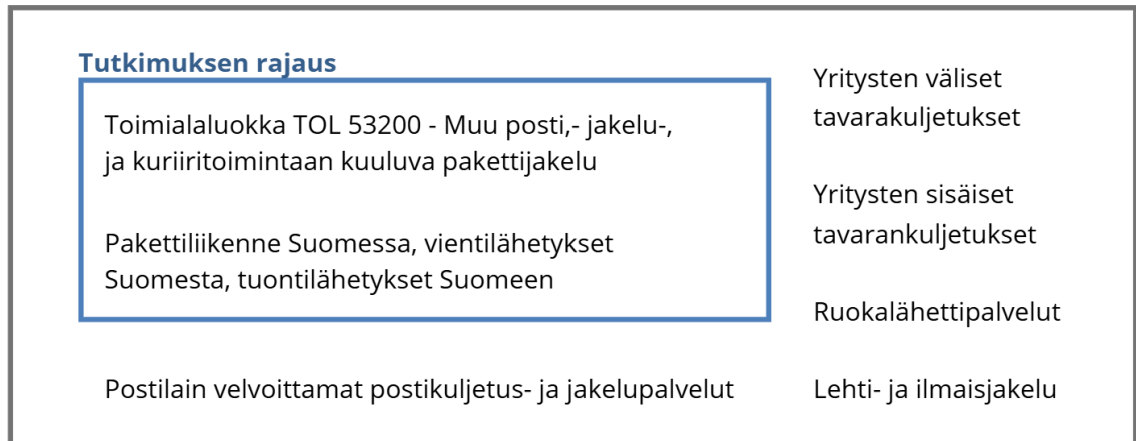 Tutkimuksen rajaus
Toimialaluokka TOL 53200 - Muu posti,- jakelu-,
ja kuriiritoimintaan kuuluva pakettijakelu
Pakettiliikenne Suomessa, vientilähetykset
Suomesta, tuontilähetykset Suomeen
Postilain velvoittamat postikuljetus- ja jakelupalvelut
Yritysten väliset
tavarakuljetukset
Yritysten sisäiset
tavarankuljetukset
Ruokalähettipalvelut
Lehti- ja ilmaisjakelu